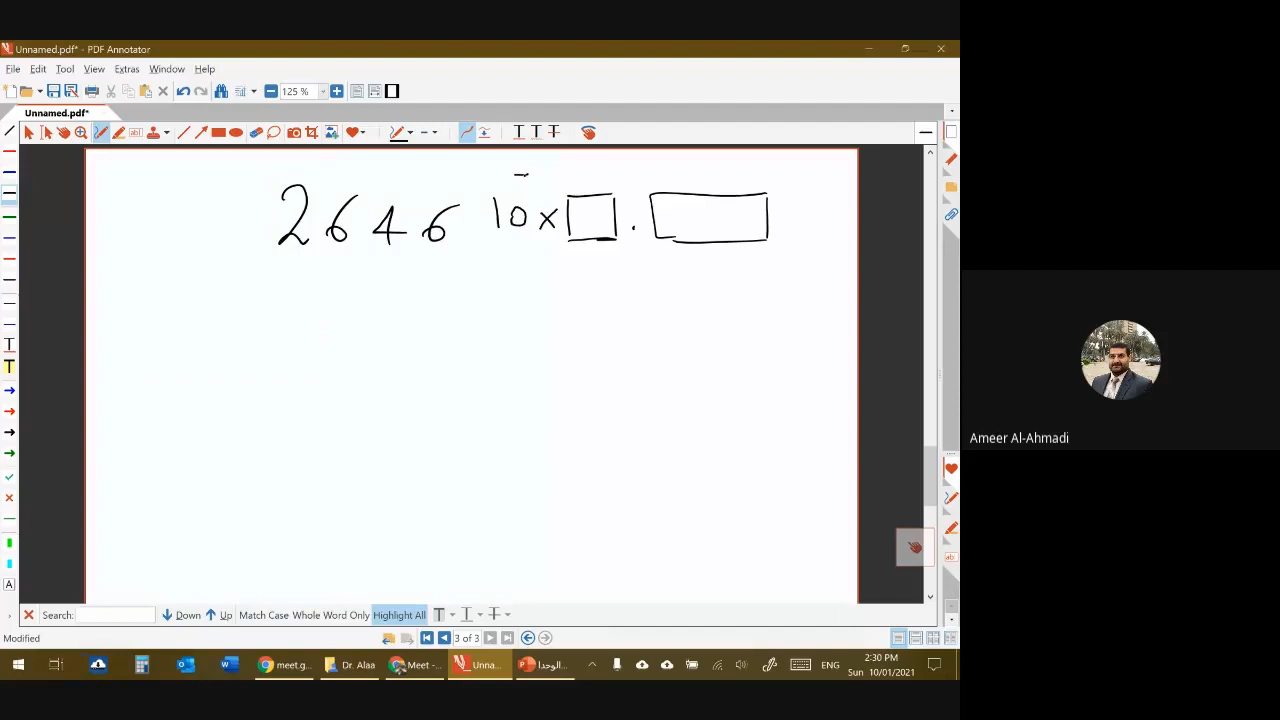 Unnamed.pdf* - PDF Annotator
File Edit Tool View Extras Window Help
125 %
Unnamed.pdf*
2646 10x .
Ameer Al-Ahmadi
Search: Down Up Match Case Whole Word Only Highlight All
Modified
3 of 3
meet.g...
Dr. Alaa
Meet -...
Unna...
الوحدا...
ENG
2:30 PM
Sun 10/01/2021